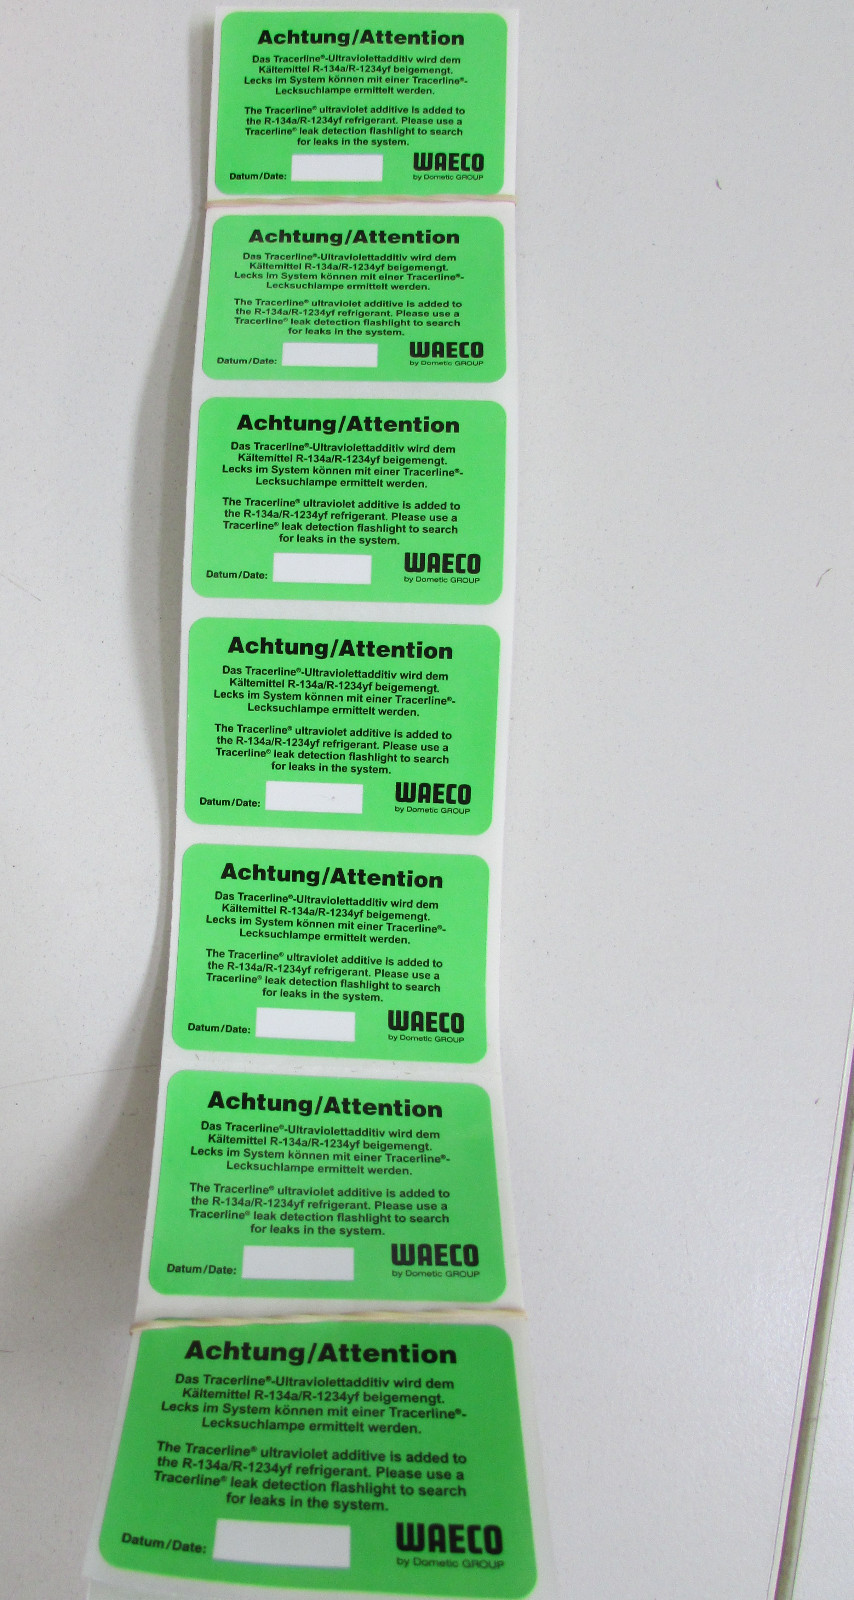 Achtung/Attention
Das Tracerline®-Ultraviolettadditiv wird dem
Kältemittel R-134a/R-1234yf beigemengt.
Lecks im System können mit einer Tracerline®-
Lecksuchlampe ermittelt werden.
The Tracerline® ultraviolet additive is added to
the R-134a/R-1234yf refrigerant. Please use a
Tracerline® leak detection flashlight to search
for leaks in the system.
Datum/Date:
WAECO
by Dometic GROUP
Achtung/Attention
Das Tracerline®-Ultraviolettadditiv wird dem
Kältemittel R-134a/R-1234yf beigemengt.
Lecks im System können mit einer Tracerline®-
Lecksuchlampe ermittelt werden.
The Tracerline® ultraviolet additive is added to
the R-134a/R-1234yf refrigerant. Please use a
Tracerline® leak detection flashlight to search
for leaks in the system.
Datum/Date:
WAECO
by Dometic GROUP
Achtung/Attention
Das Tracerline®-Ultraviolettadditiv wird dem
Kältemittel R-134a/R-1234yf beigemengt.
Lecks im System können mit einer Tracerline®-
Lecksuchlampe ermittelt werden.
The Tracerline® ultraviolet additive is added to
the R-134a/R-1234yf refrigerant. Please use a
Tracerline® leak detection flashlight to search
for leaks in the system.
Datum/Date:
WAECO
by Dometic GROUP
Achtung/Attention
Das Tracerline®-Ultraviolettadditiv wird dem
Kältemittel R-134a/R-1234yf beigemengt.
Lecks im System können mit einer Tracerline®-
Lecksuchlampe ermittelt werden.
The Tracerline® ultraviolet additive is added to
the R-134a/R-1234yf refrigerant. Please use a
Tracerline® leak detection flashlight to search
for leaks in the system.
Datum/Date:
WAECO
by Dometic GROUP
Achtung/Attention
Das Tracerline®-Ultraviolettadditiv wird dem
Kältemittel R-134a/R-1234yf beigemengt.
Lecks im System können mit einer Tracerline®-
Lecksuchlampe ermittelt werden.
The Tracerline® ultraviolet additive is added to
the R-134a/R-1234yf refrigerant. Please use a
Tracerline® leak detection flashlight to search
for leaks in the system.
Datum/Date:
WAECO
by Dometic GROUP
Achtung/Attention
Das Tracerline®-Ultraviolettadditiv wird dem
Kältemittel R-134a/R-1234yf beigemengt.
Lecks im System können mit einer Tracerline®-
Lecksuchlampe ermittelt werden.
The Tracerline® ultraviolet additive is added to
the R-134a/R-1234yf refrigerant. Please use a
Tracerline® leak detection flashlight to search
for leaks in the system.
Datum/Date:
WAECO
by Dometic GROUP
Achtung/Attention
Das Tracerline®-Ultraviolettadditiv wird dem
Kältemittel R-134a/R-1234yf beigemengt.
Lecks im System können mit einer Tracerline®-
Lecksuchlampe ermittelt werden.
The Tracerline® ultraviolet additive is added to
the R-134a/R-1234yf refrigerant. Please use a
Tracerline® leak detection flashlight to search
for leaks in the system.
Datum/Date:
WAECO
by Dometic GROUP